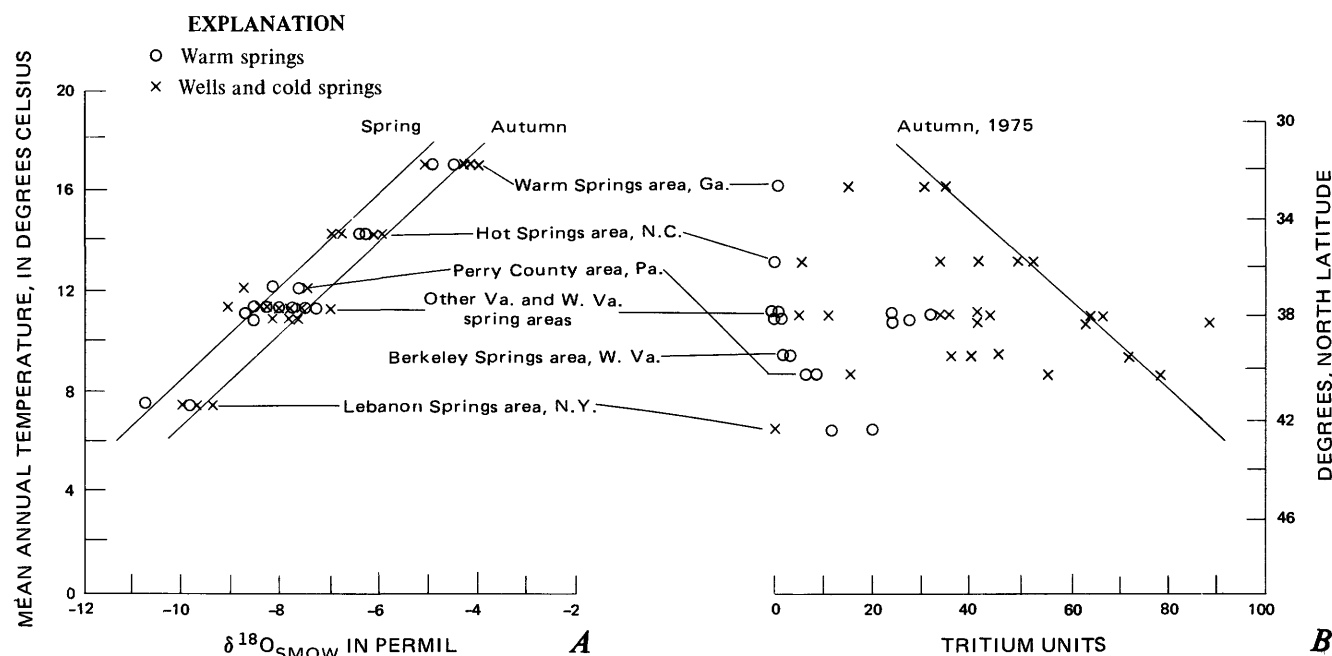 EXPLANATION
Warm springs
Wells and cold springs
MEAN ANNUAL TEMPERATURE, IN DEGREES CELSIUS
20
16
12
8
4
0
Spring
Autumn
Warm Springs area, Ga.
Hot Springs area, N.C.
Perry County area, Pa.
Other Va. and W. Va.
spring areas
Berkeley Springs area, W. Va.
Lebanon Springs area, N.Y.
-12
-10
-8
-6
-4
-2
δ18OSMOW IN PERMIL
A
Autumn, 1975
30
34
38
42
46
DEGREES, NORTH LATITUDE
0
20
40
60
80
100
TRITIUM UNITS
B